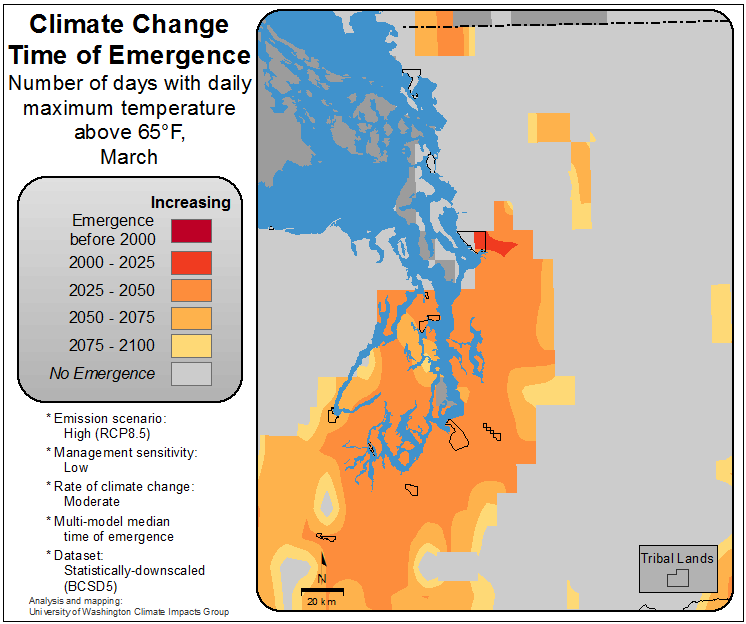 Climate Change
Time of Emergence
Number of days with daily
maximum temperature
above 65°F,
March
Increasing
Emergence
before 2000
2000 - 2025
2025 - 2050
2050 - 2075
2075 - 2100
No Emergence
* Emission scenario:
High (RCP8.5)
* Management sensitivity:
Low
* Rate of climate change:
Moderate
* Multi-model median
time of emergence
* Dataset:
Statistically-downscaled
(BCSD5)
Analysis and mapping:
University of Washington Climate Impacts Group
N
20 km
Tribal Lands